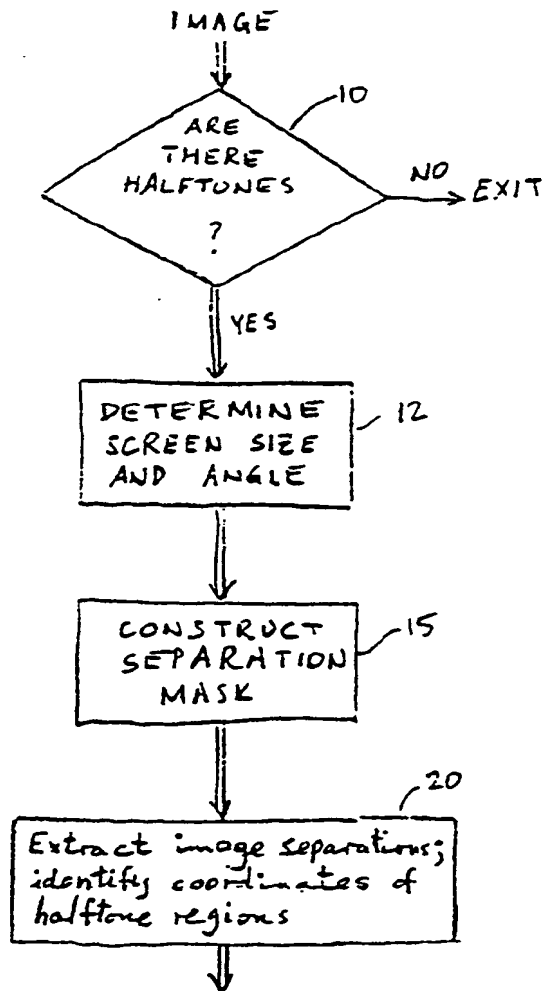 IMAGE
10
ARE
THERE
HALFTONES
?
NO
EXIT
YES
DETERMINE
SCREEN SIZE
AND ANGLE
12
CONSTRUCT
SEPARATION
MASK
15
20
Extract image separations;
identify coordinates of
halftone regions